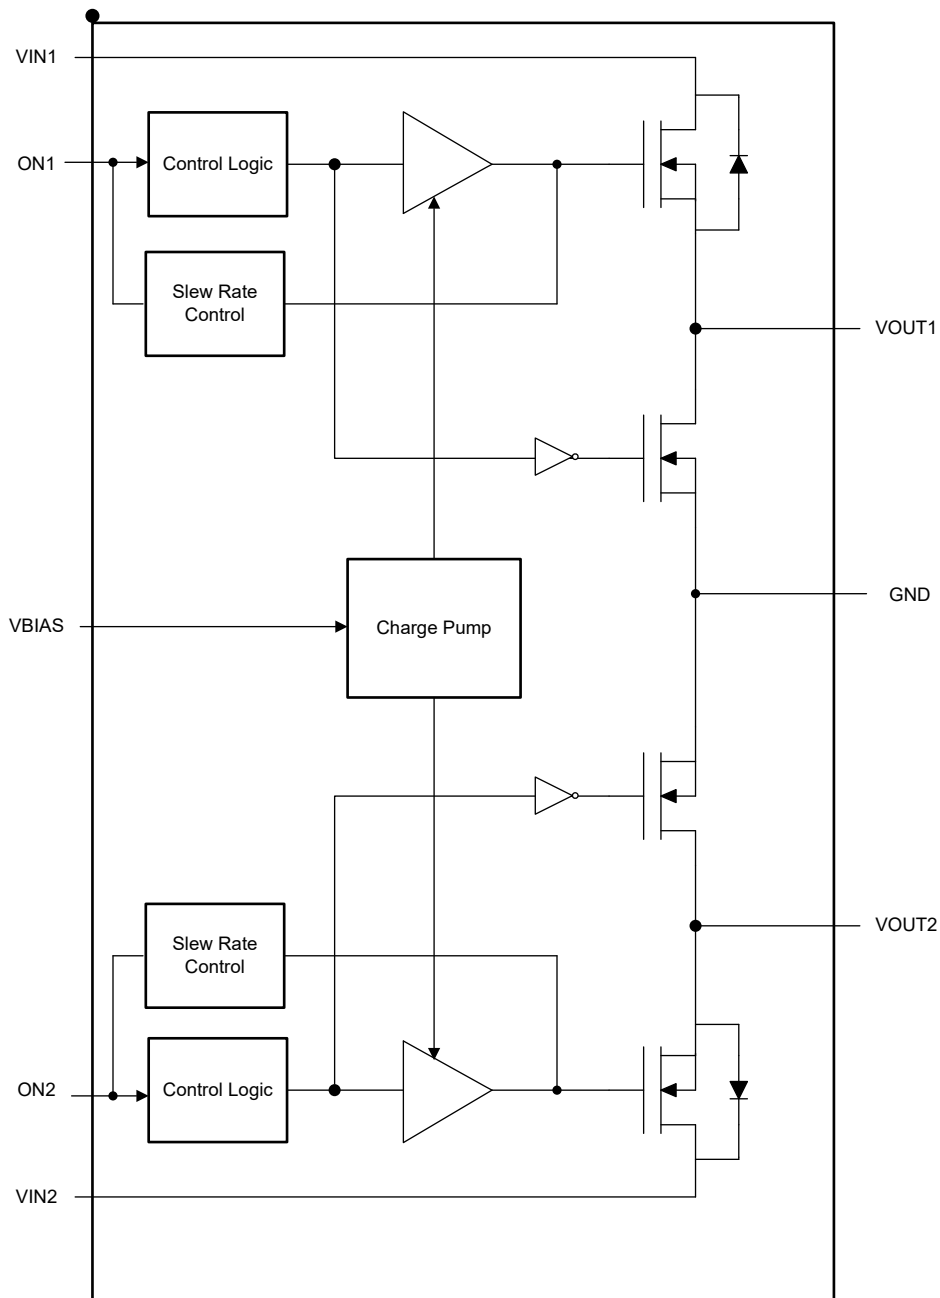 VIN1
ON1
Control Logic
Slew Rate
Control
VOUT1
GND
VBIAS
Charge Pump
Slew Rate
Control
VOUT2
ON2
Control Logic
VIN2